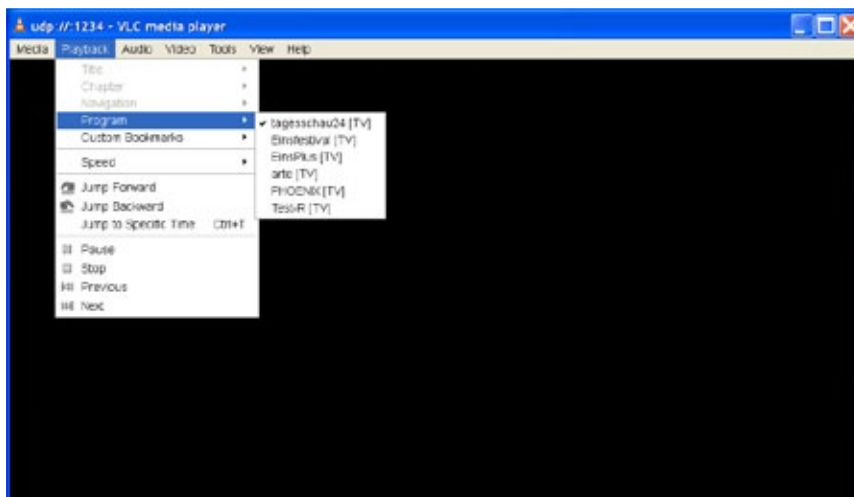 udp://:1234 - VLC media player
Media Playback Audio Video Tools View Help
Title
Chapter
Navigation
Program
Custom Bookmarks
Speed
Jump Forward
Jump Backward
Jump to Specific Time Ctrl+T
Pause
Stop
Previous
Next
tagesschau24 [TV]
Einsfestival [TV]
EinsPlus [TV]
arte [TV]
PHOENIX [TV]
Test-R [TV]